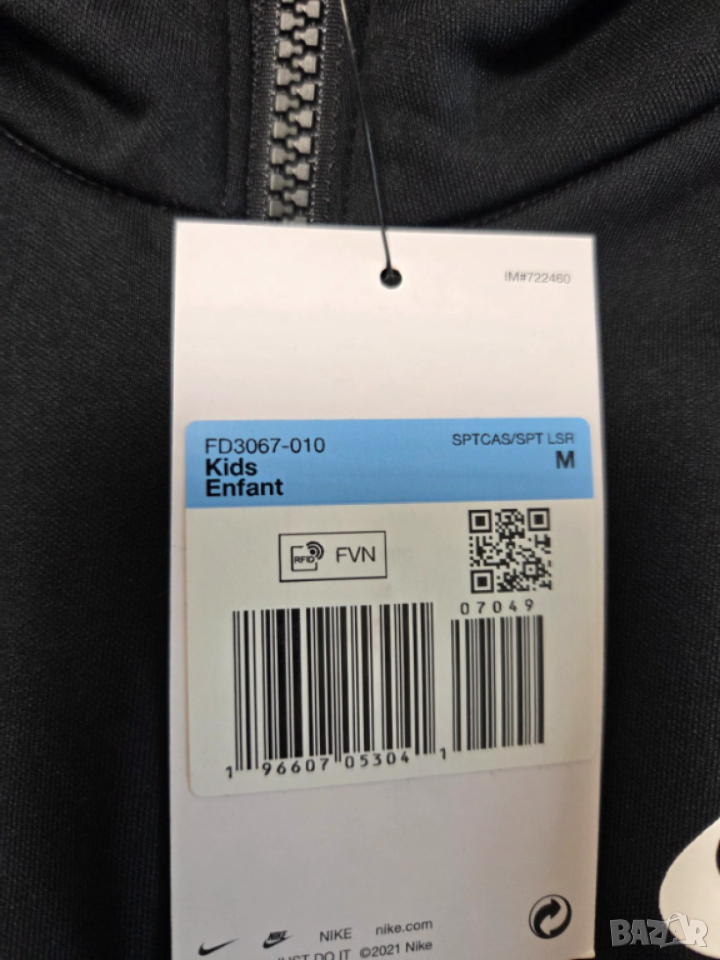 IM#722460
FD3067-010
SPTCAS/SPT LSR
Kids
M
Enfant
RFID FVN
07049
1 96607 05304 1
NIKE nike.com
JUST DO IT ©2021 Nike
BAZAR